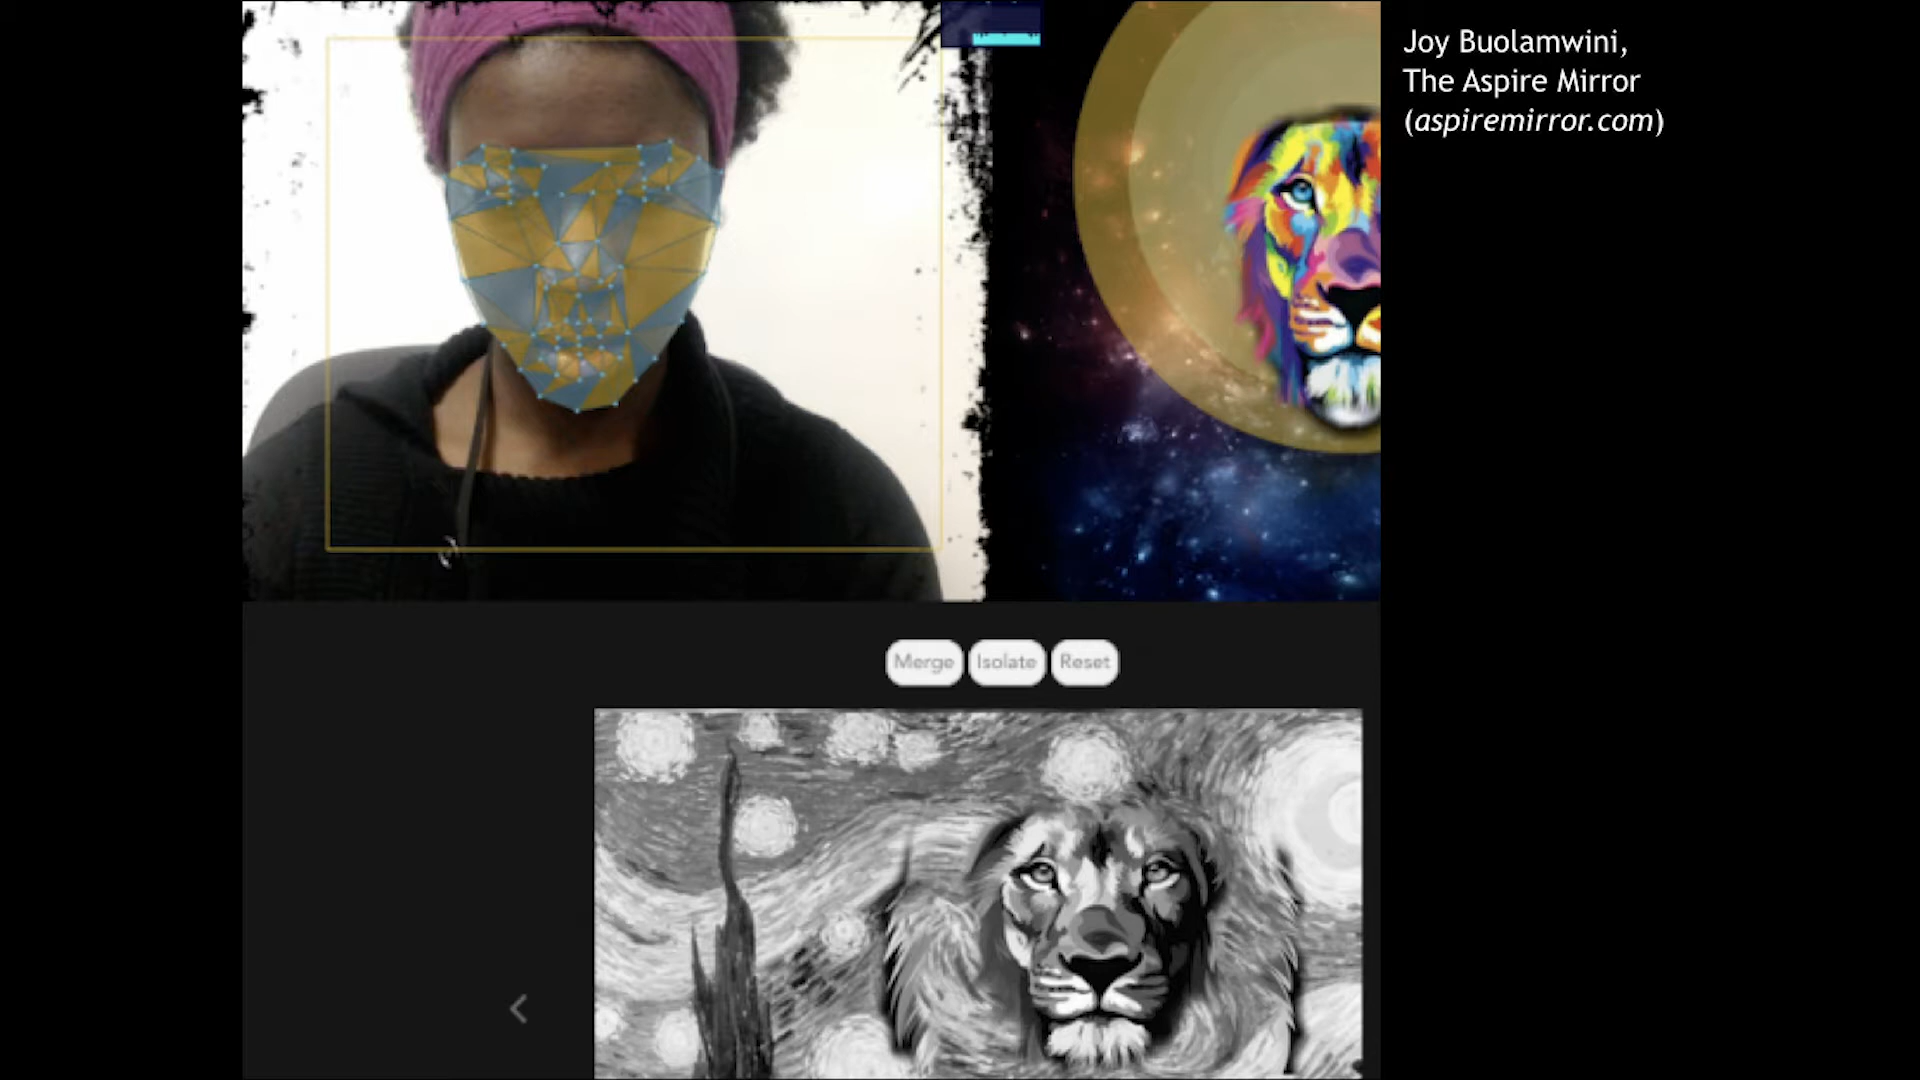 Joy Buolamwini,
The Aspire Mirror
(aspiremirror.com)
Merge Isolate Reset